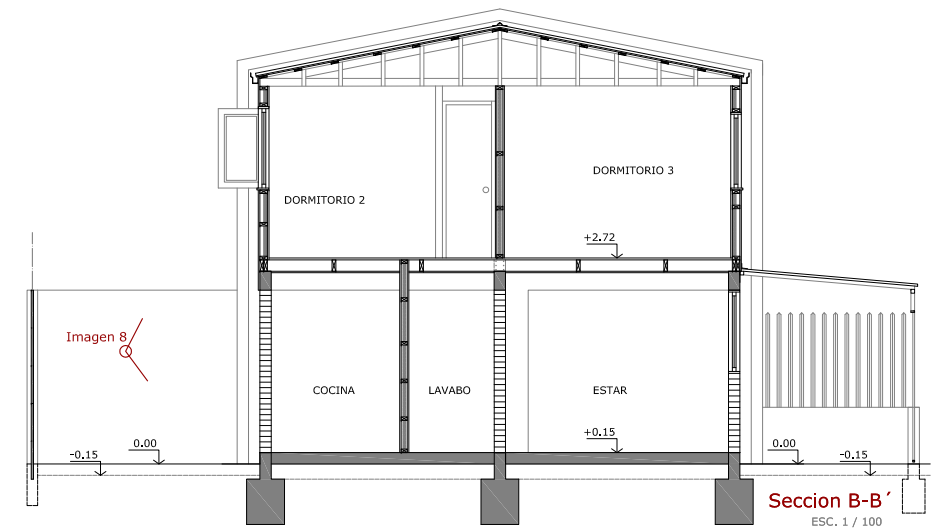 DORMITORIO 3
DORMITORIO 2
+2.72
Imagen 8
COCINA
LAVABO
ESTAR
+0.15
0.00
-0.15
0.00
-0.15
Seccion B-B´
ESC. 1 / 100